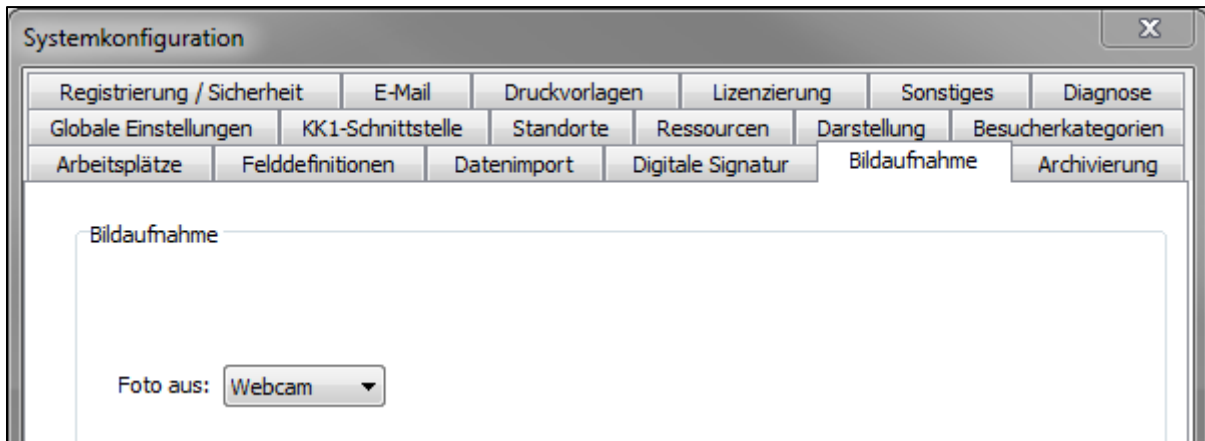 Systemkonfiguration
Registrierung / Sicherheit E-Mail Druckvorlagen Lizenzierung Sonstiges Diagnose
Globale Einstellungen KK1-Schnittstelle Standorte Ressourcen Darstellung Besucherkategorien
Arbeitsplätze Felddefinitionen Datenimport Digitale Signatur Bildaufnahme Archivierung
Bildaufnahme
Foto aus: Webcam